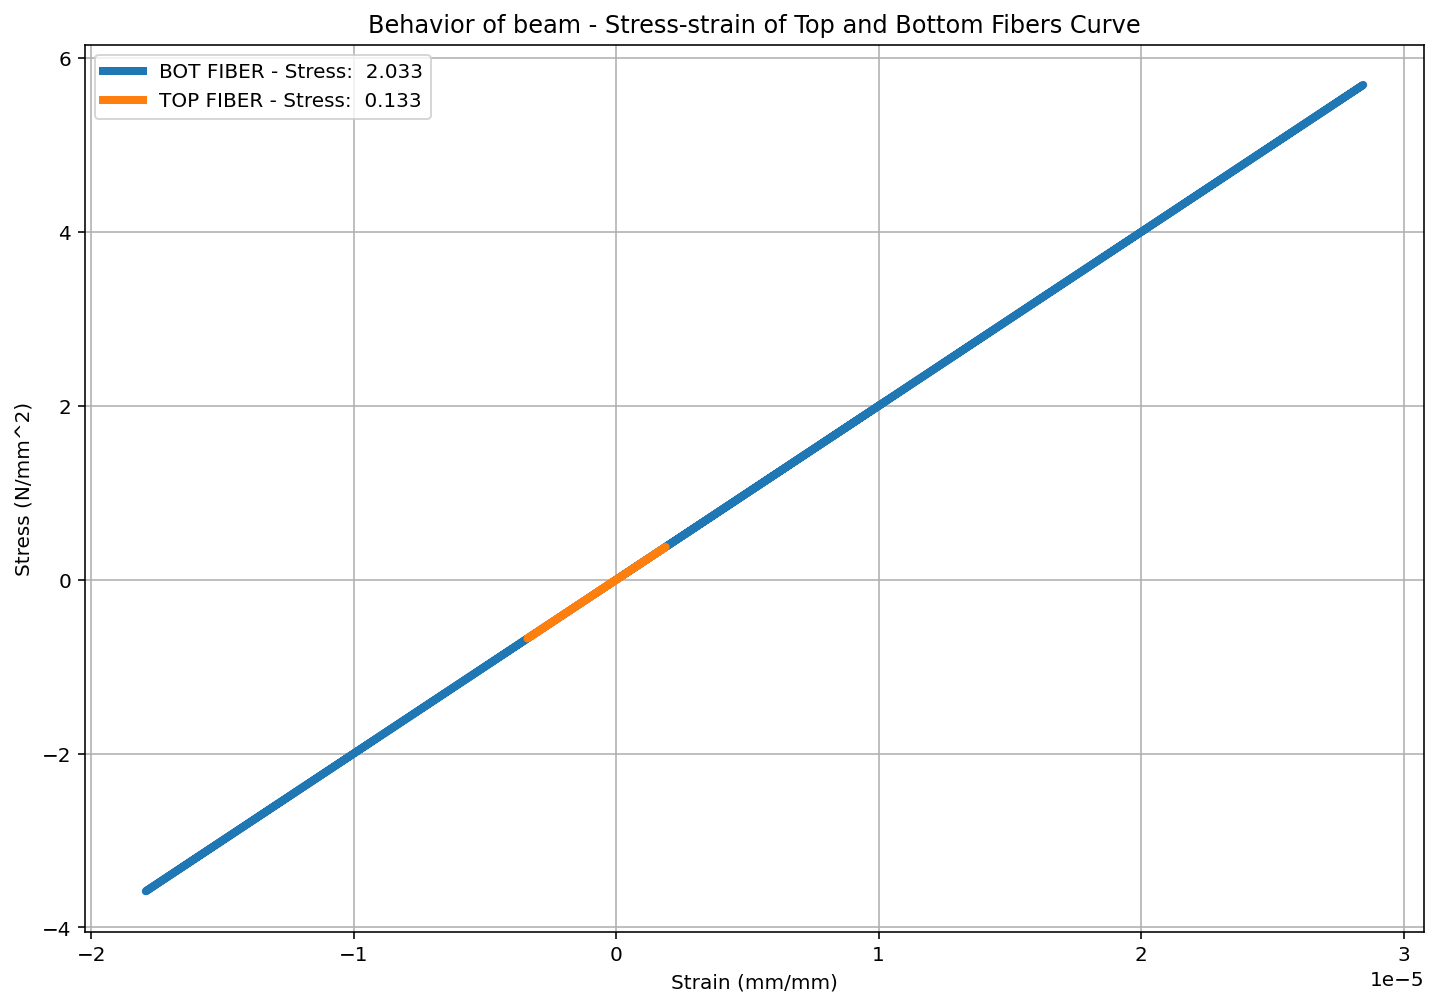 Behavior of beam - Stress-strain of Top and Bottom Fibers Curve
BOT FIBER - Stress:  2.033
TOP FIBER - Stress:  0.133
6
4
2
0
−2
−4
Stress (N/mm^2)
−2
−1
0
1
2
3
1e−5
Strain (mm/mm)